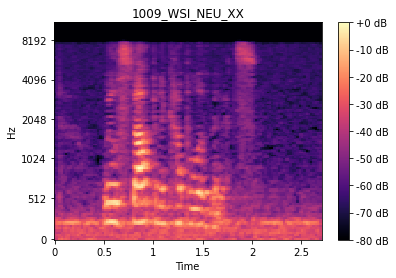 1009_WSI_NEU_XX
+0 dB
8192
-10 dB
4096
-20 dB
-30 dB
Hz
2048
-40 dB
1024
-50 dB
512
-60 dB
-70 dB
0
-80 dB
0
0.5
1
1.5
2
2.5
Time